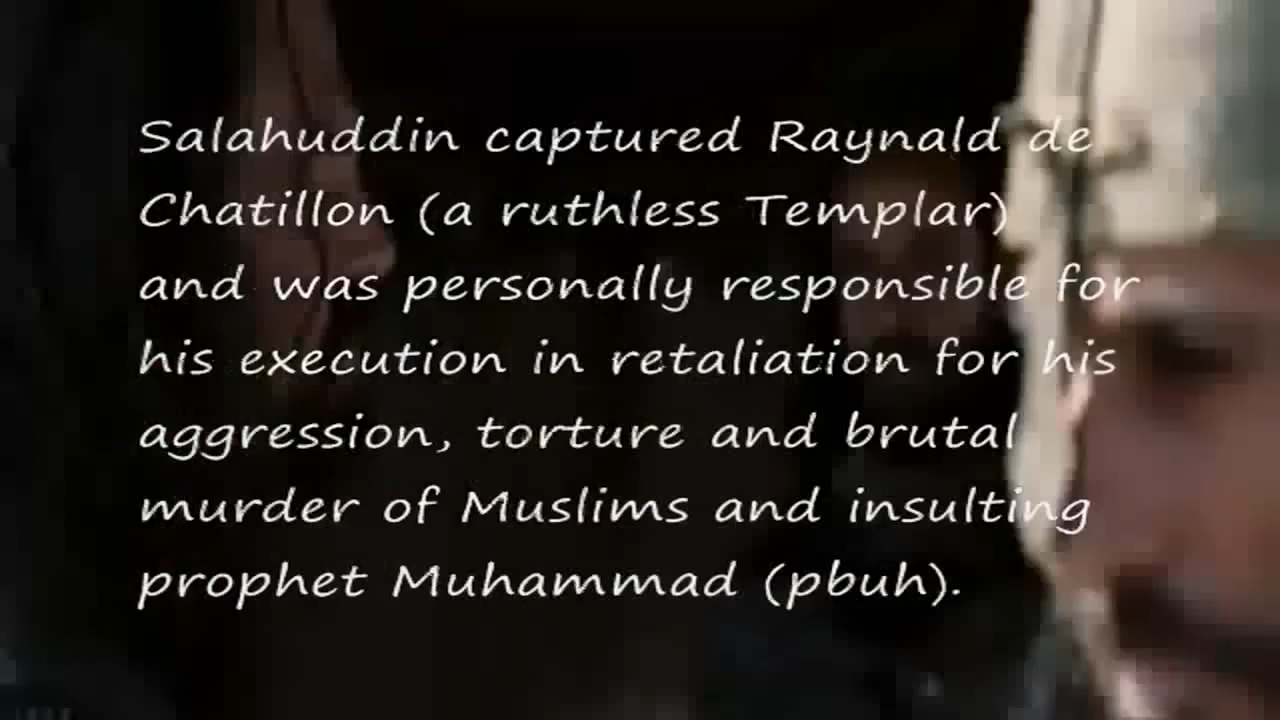 Salahuddin captured Raynald de
Chatillon (a ruthless Templar)
and was personally responsible for
his execution in retaliation for his
aggression, torture and brutal
murder of Muslims and insulting
prophet Muhammad (pbuh).